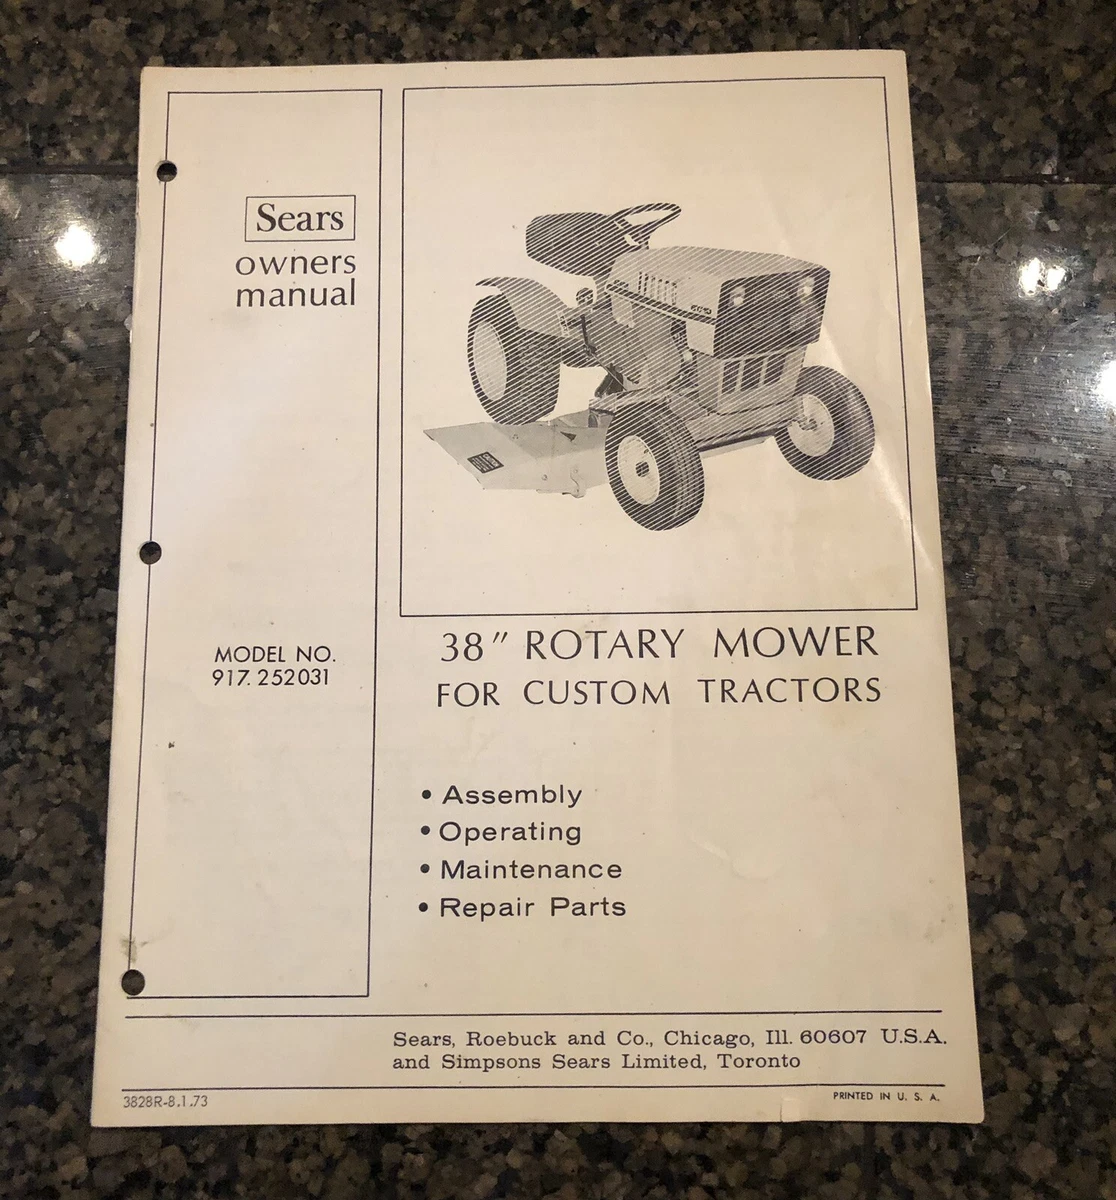 Sears
owners
manual
MODEL NO.
917.252031
38" ROTARY MOWER
FOR CUSTOM TRACTORS
• Assembly
• Operating
• Maintenance
• Repair Parts
Sears, Roebuck and Co., Chicago, Ill. 60607 U.S.A.
and Simpsons Sears Limited, Toronto
3828R-8.1.73
PRINTED IN U. S. A.